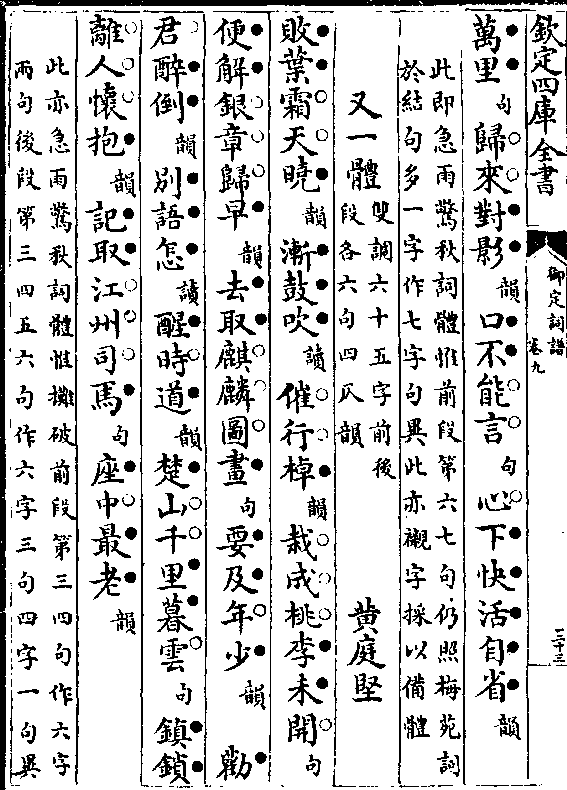 欽定四庫全書
御定詞譜
卷九
三十三
萬里句歸來對影韻口不能言句心下快活自省韻
此即急雨驚秋詞體惟前段第六七句仍照梅苑詞
於結句多一字作七字句異此亦襯字採以備體
又一體雙調六十五字前後
段各六句四仄韻
黃庭堅
敗葉霜天曉韻漸鼓吹讀催行棹韻栽成桃李未開句
便解銀章歸早韻去取麒麟圖畫句要及年少韻勸
君醉倒韻別語怎讀醒時道韻楚山千里暮雲句鎮鎖
離人懷抱韻記取江州司馬句座中最老韻
此亦急雨驚秋詞體惟攤破前段第三四句作六字
兩句後段第三四五六句作六字三句四字一句異